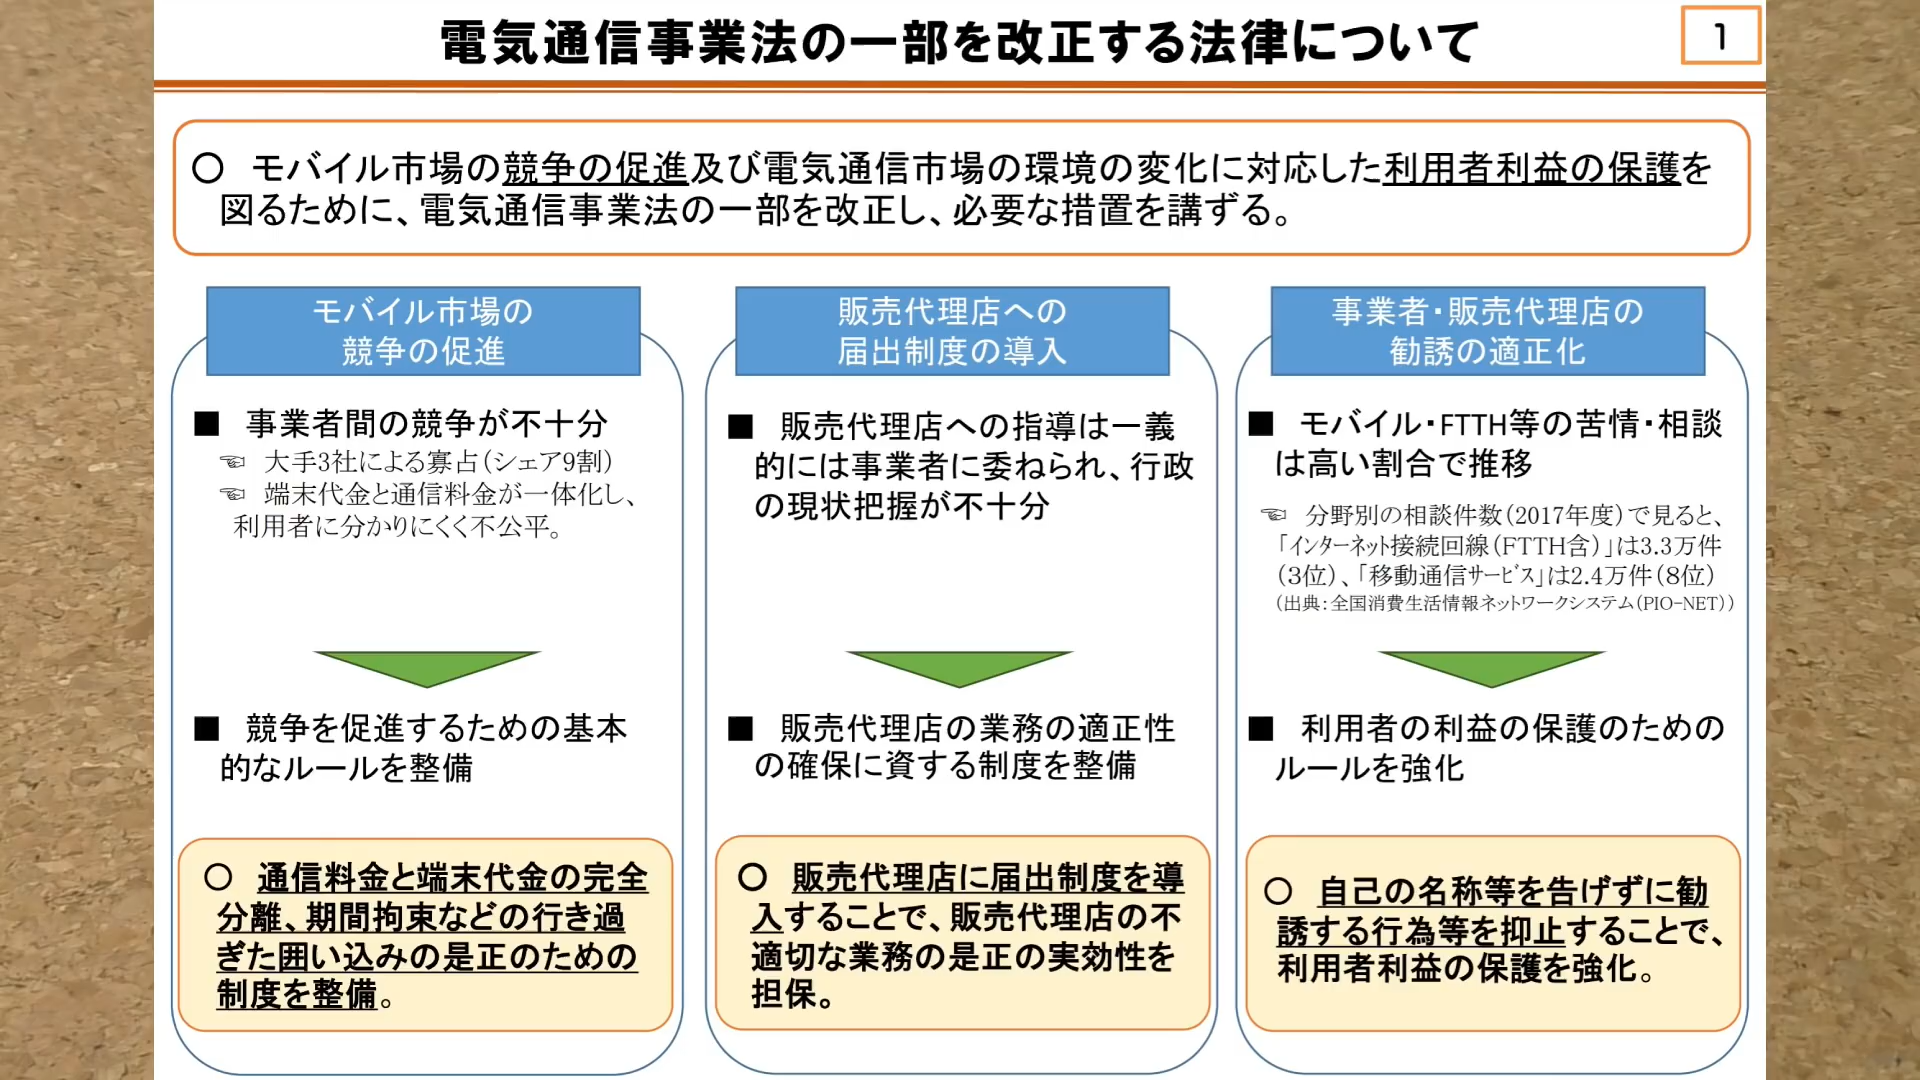 電気通信事業法の一部を改正する法律について
1
○ モバイル市場の競争の促進及び電気通信市場の環境の変化に対応した利用者利益の保護を
図るために、電気通信事業法の一部を改正し、必要な措置を講ずる。
モバイル市場の
競争の促進
■ 事業者間の競争が不十分
☜ 大手3社による寡占（シェア9割）
☜ 端末代金と通信料金が一体化し、
利用者に分かりにくく不公平。
■ 競争を促進するための基本
的なルールを整備
○ 通信料金と端末代金の完全
分離、期間拘束などの行き過
ぎた囲い込みの是正のための
制度を整備。
販売代理店への
届出制度の導入
■ 販売代理店への指導は一義
的には事業者に委ねられ、行政
の現状把握が不十分
■ 販売代理店の業務の適正性
の確保に資する制度を整備
○ 販売代理店に届出制度を導
入することで、販売代理店の不
適切な業務の是正の実効性を
担保。
事業者・販売代理店の
勧誘の適正化
■ モバイル・FTTH等の苦情・相談
は高い割合で推移
☜ 分野別の相談件数（2017年度）で見ると、
「インターネット接続回線（FTTH含）」は3.3万件
（3位）、「移動通信サービス」は2.4万件（8位）
（出典：全国消費生活情報ネットワークシステム（PIO-NET））
■ 利用者の利益の保護のための
ルールを強化
○ 自己の名称等を告げずに勧
誘する行為等を抑止することで、
利用者利益の保護を強化。